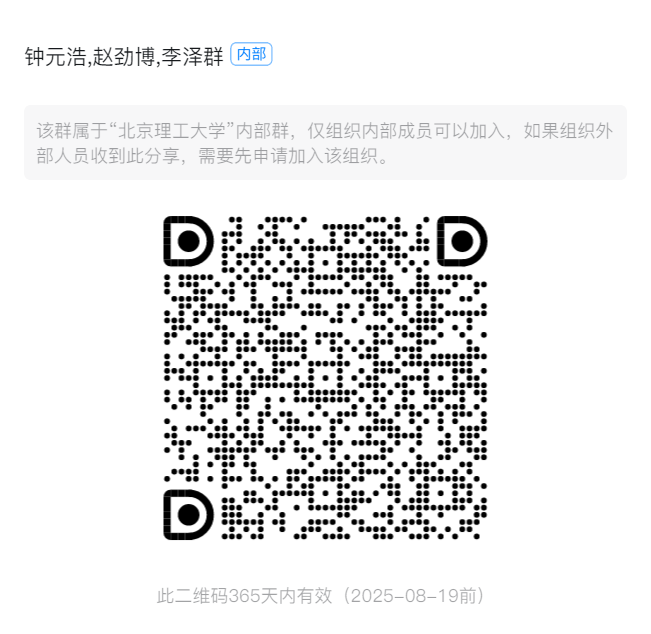 钟元浩,赵劲博,李泽群 内部
该群属于“北京理工大学”内部群，仅组织内部成员可以加入，如果组织外
部人员收到此分享，需要先申请加入该组织。
此二维码365天内有效（2025-08-19前）